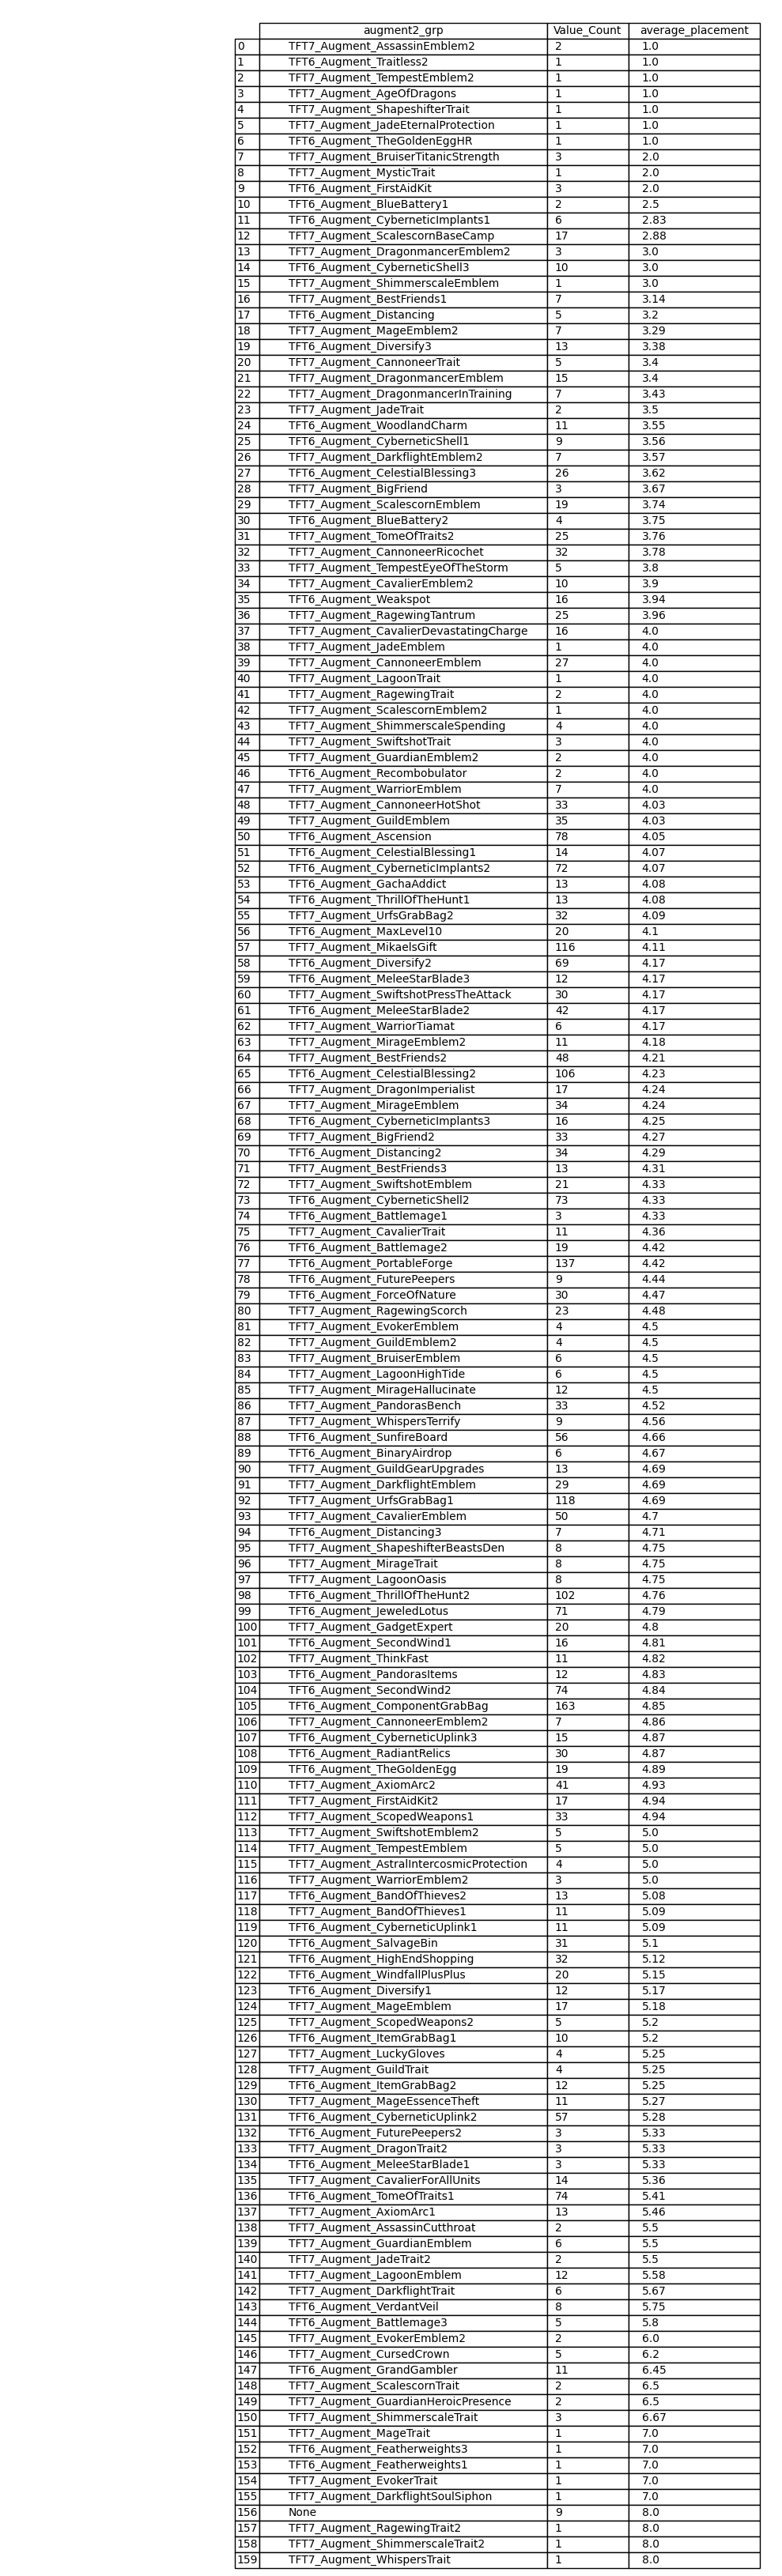 augment2_grp Value_Count average_placement
0 TFT7_Augment_AssassinEmblem2 2 1.0
1 TFT6_Augment_Traitless2 1 1.0
2 TFT7_Augment_TempestEmblem2 1 1.0
3 TFT7_Augment_AgeOfDragons 1 1.0
4 TFT7_Augment_ShapeshifterTrait 1 1.0
5 TFT7_Augment_JadeEternalProtection 1 1.0
6 TFT6_Augment_TheGoldenEggHR 1 1.0
7 TFT7_Augment_BruiserTitanicStrength 3 2.0
8 TFT7_Augment_MysticTrait 1 2.0
9 TFT6_Augment_FirstAidKit 3 2.0
10 TFT6_Augment_BlueBattery1 2 2.5
11 TFT6_Augment_CyberneticImplants1 6 2.83
12 TFT7_Augment_ScalescornBaseCamp 17 2.88
13 TFT7_Augment_DragonmancerEmblem2 3 3.0
14 TFT6_Augment_CyberneticShell3 10 3.0
15 TFT7_Augment_ShimmerscaleEmblem 1 3.0
16 TFT7_Augment_BestFriends1 7 3.14
17 TFT6_Augment_Distancing 5 3.2
18 TFT7_Augment_MageEmblem2 7 3.29
19 TFT6_Augment_Diversify3 13 3.38
20 TFT7_Augment_CannoneerTrait 5 3.4
21 TFT7_Augment_DragonmancerEmblem 15 3.4
22 TFT7_Augment_DragonmancerInTraining 7 3.43
23 TFT7_Augment_JadeTrait 2 3.5
24 TFT6_Augment_WoodlandCharm 11 3.55
25 TFT6_Augment_CyberneticShell1 9 3.56
26 TFT7_Augment_DarkflightEmblem2 7 3.57
27 TFT6_Augment_CelestialBlessing3 26 3.62
28 TFT7_Augment_BigFriend 3 3.67
29 TFT7_Augment_ScalescornEmblem 19 3.74
30 TFT6_Augment_BlueBattery2 4 3.75
31 TFT6_Augment_TomeOfTraits2 25 3.76
32 TFT7_Augment_CannoneerRicochet 32 3.78
33 TFT7_Augment_TempestEyeOfTheStorm 5 3.8
34 TFT7_Augment_CavalierEmblem2 10 3.9
35 TFT6_Augment_Weakspot 16 3.94
36 TFT7_Augment_RagewingTantrum 25 3.96
37 TFT7_Augment_CavalierDevastatingCharge 16 4.0
38 TFT7_Augment_JadeEmblem 1 4.0
39 TFT7_Augment_CannoneerEmblem 27 4.0
40 TFT7_Augment_LagoonTrait 1 4.0
41 TFT7_Augment_RagewingTrait 2 4.0
42 TFT7_Augment_ScalescornEmblem2 1 4.0
43 TFT7_Augment_ShimmerscaleSpending 4 4.0
44 TFT7_Augment_SwiftshotTrait 3 4.0
45 TFT7_Augment_GuardianEmblem2 2 4.0
46 TFT6_Augment_Recombobulator 2 4.0
47 TFT7_Augment_WarriorEmblem 7 4.0
48 TFT7_Augment_CannoneerHotShot 33 4.03
49 TFT7_Augment_GuildEmblem 35 4.03
50 TFT6_Augment_Ascension 78 4.05
51 TFT6_Augment_CelestialBlessing1 14 4.07
52 TFT6_Augment_CyberneticImplants2 72 4.07
53 TFT6_Augment_GachaAddict 13 4.08
54 TFT6_Augment_ThrillOfTheHunt1 13 4.08
55 TFT7_Augment_UrfsGrabBag2 32 4.09
56 TFT6_Augment_MaxLevel10 20 4.1
57 TFT7_Augment_MikaelsGift 116 4.11
58 TFT6_Augment_Diversify2 69 4.17
59 TFT6_Augment_MeleeStarBlade3 12 4.17
60 TFT7_Augment_SwiftshotPressTheAttack 30 4.17
61 TFT6_Augment_MeleeStarBlade2 42 4.17
62 TFT7_Augment_WarriorTiamat 6 4.17
63 TFT7_Augment_MirageEmblem2 11 4.18
64 TFT7_Augment_BestFriends2 48 4.21
65 TFT6_Augment_CelestialBlessing2 106 4.23
66 TFT7_Augment_DragonImperialist 17 4.24
67 TFT7_Augment_MirageEmblem 34 4.24
68 TFT6_Augment_CyberneticImplants3 16 4.25
69 TFT7_Augment_BigFriend2 33 4.27
70 TFT6_Augment_Distancing2 34 4.29
71 TFT7_Augment_BestFriends3 13 4.31
72 TFT7_Augment_SwiftshotEmblem 21 4.33
73 TFT6_Augment_CyberneticShell2 73 4.33
74 TFT6_Augment_Battlemage1 3 4.33
75 TFT7_Augment_CavalierTrait 11 4.36
76 TFT6_Augment_Battlemage2 19 4.42
77 TFT6_Augment_PortableForge 137 4.42
78 TFT6_Augment_FuturePeepers 9 4.44
79 TFT6_Augment_ForceOfNature 30 4.47
80 TFT7_Augment_RagewingScorch 23 4.48
81 TFT7_Augment_EvokerEmblem 4 4.5
82 TFT7_Augment_GuildEmblem2 4 4.5
83 TFT7_Augment_BruiserEmblem 6 4.5
84 TFT7_Augment_LagoonHighTide 6 4.5
85 TFT7_Augment_MirageHallucinate 12 4.5
86 TFT7_Augment_PandorasBench 33 4.52
87 TFT7_Augment_WhispersTerrify 9 4.56
88 TFT6_Augment_SunfireBoard 56 4.66
89 TFT6_Augment_BinaryAirdrop 6 4.67
90 TFT7_Augment_GuildGearUpgrades 13 4.69
91 TFT7_Augment_DarkflightEmblem 29 4.69
92 TFT7_Augment_UrfsGrabBag1 118 4.69
93 TFT7_Augment_CavalierEmblem 50 4.7
94 TFT6_Augment_Distancing3 7 4.71
95 TFT7_Augment_ShapeshifterBeastsDen 8 4.75
96 TFT7_Augment_MirageTrait 8 4.75
97 TFT7_Augment_LagoonOasis 8 4.75
98 TFT6_Augment_ThrillOfTheHunt2 102 4.76
99 TFT6_Augment_JeweledLotus 71 4.79
100 TFT7_Augment_GadgetExpert 20 4.8
101 TFT6_Augment_SecondWind1 16 4.81
102 TFT7_Augment_ThinkFast 11 4.82
103 TFT6_Augment_PandorasItems 12 4.83
104 TFT6_Augment_SecondWind2 74 4.84
105 TFT6_Augment_ComponentGrabBag 163 4.85
106 TFT7_Augment_CannoneerEmblem2 7 4.86
107 TFT6_Augment_CyberneticUplink3 15 4.87
108 TFT6_Augment_RadiantRelics 30 4.87
109 TFT6_Augment_TheGoldenEgg 19 4.89
110 TFT7_Augment_AxiomArc2 41 4.93
111 TFT7_Augment_FirstAidKit2 17 4.94
112 TFT7_Augment_ScopedWeapons1 33 4.94
113 TFT7_Augment_SwiftshotEmblem2 5 5.0
114 TFT7_Augment_TempestEmblem 5 5.0
115 TFT7_Augment_AstralIntercosmicProtection 4 5.0
116 TFT7_Augment_WarriorEmblem2 3 5.0
117 TFT6_Augment_BandOfThieves2 13 5.08
118 TFT7_Augment_BandOfThieves1 11 5.09
119 TFT6_Augment_CyberneticUplink1 11 5.09
120 TFT6_Augment_SalvageBin 31 5.1
121 TFT6_Augment_HighEndShopping 32 5.12
122 TFT6_Augment_WindfallPlusPlus 20 5.15
123 TFT6_Augment_Diversify1 12 5.17
124 TFT7_Augment_MageEmblem 17 5.18
125 TFT7_Augment_ScopedWeapons2 5 5.2
126 TFT6_Augment_ItemGrabBag1 10 5.2
127 TFT7_Augment_LuckyGloves 4 5.25
128 TFT7_Augment_GuildTrait 4 5.25
129 TFT6_Augment_ItemGrabBag2 12 5.25
130 TFT7_Augment_MageEssenceTheft 11 5.27
131 TFT6_Augment_CyberneticUplink2 57 5.28
132 TFT6_Augment_FuturePeepers2 3 5.33
133 TFT7_Augment_DragonTrait2 3 5.33
134 TFT6_Augment_MeleeStarBlade1 3 5.33
135 TFT7_Augment_CavalierForAllUnits 14 5.36
136 TFT6_Augment_TomeOfTraits1 74 5.41
137 TFT7_Augment_AxiomArc1 13 5.46
138 TFT7_Augment_AssassinCutthroat 2 5.5
139 TFT7_Augment_GuardianEmblem 6 5.5
140 TFT7_Augment_JadeTrait2 2 5.5
141 TFT7_Augment_LagoonEmblem 12 5.58
142 TFT7_Augment_DarkflightTrait 6 5.67
143 TFT6_Augment_VerdantVeil 8 5.75
144 TFT6_Augment_Battlemage3 5 5.8
145 TFT7_Augment_EvokerEmblem2 2 6.0
146 TFT7_Augment_CursedCrown 5 6.2
147 TFT6_Augment_GrandGambler 11 6.45
148 TFT7_Augment_ScalescornTrait 2 6.5
149 TFT7_Augment_GuardianHeroicPresence 2 6.5
150 TFT7_Augment_ShimmerscaleTrait 3 6.67
151 TFT7_Augment_MageTrait 1 7.0
152 TFT6_Augment_Featherweights3 1 7.0
153 TFT6_Augment_Featherweights1 1 7.0
154 TFT7_Augment_EvokerTrait 1 7.0
155 TFT7_Augment_DarkflightSoulSiphon 1 7.0
156 None 9 8.0
157 TFT7_Augment_RagewingTrait2 1 8.0
158 TFT7_Augment_ShimmerscaleTrait2 1 8.0
159 TFT7_Augment_WhispersTrait 1 8.0